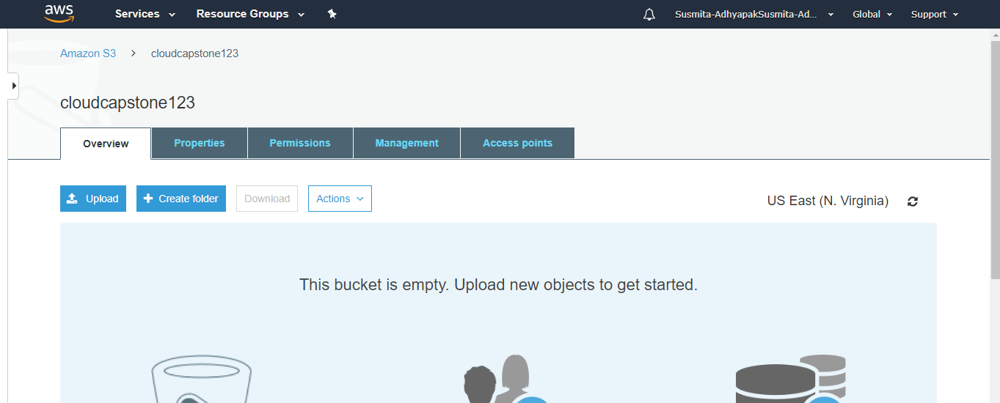 aws Services Resource Groups Susmita-AdhyapakSusmita-Ad... Global Support
Amazon S3 > cloudcapstone123
cloudcapstone123
Overview Properties Permissions Management Access points
Upload Create folder Download Actions US East (N. Virginia)
This bucket is empty. Upload new objects to get started.